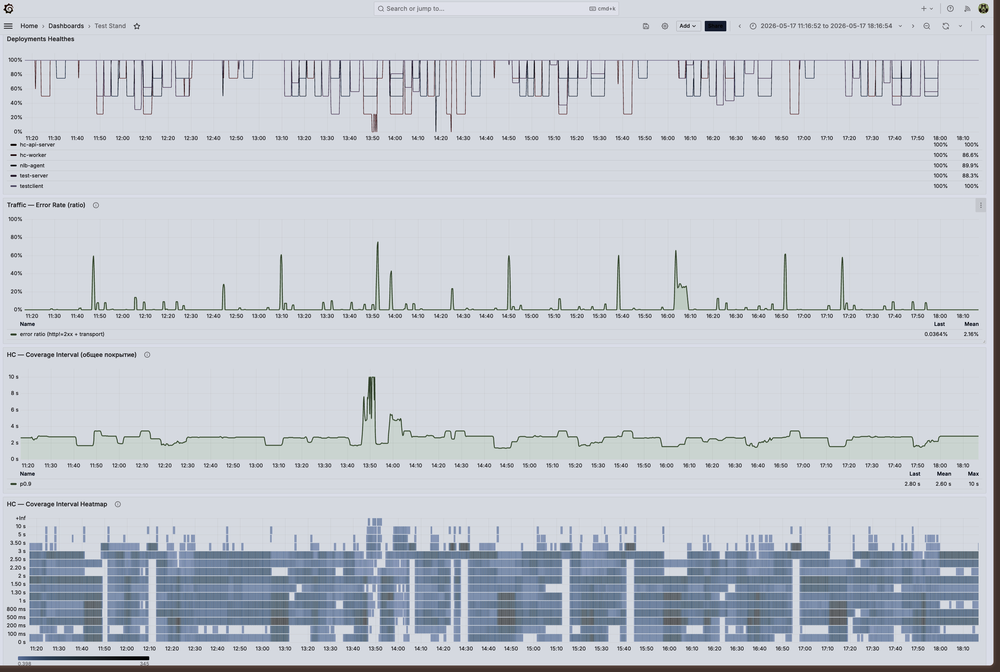 Search or jump to... cmd+k
Home › Dashboards › Test Stand Add Share 2026-05-17 11:16:52 to 2026-05-17 18:16:54
Deployments Healthes
100%
80%
60%
40%
20%
0%
11:20 11:30 11:40 11:50 12:00 12:10 12:20 12:30 12:40 12:50 13:00 13:10 13:20 13:30 13:40 13:50 14:00 14:10 14:20 14:30 14:40 14:50 15:00 15:10 15:20 15:30 15:40 15:50 16:00 16:10 16:20 16:30 16:40 16:50 17:00 17:10 17:20 17:30 17:40 17:50 18:00 18:10
hc-api-server 100% 100%
hc-worker 100% 86.6%
nlb-agent 100% 89.9%
test-server 100% 88.3%
testclient 100% 100%
Traffic — Error Rate (ratio)
100%
80%
60%
40%
20%
0%
11:20 11:30 11:40 11:50 12:00 12:10 12:20 12:30 12:40 12:50 13:00 13:10 13:20 13:30 13:40 13:50 14:00 14:10 14:20 14:30 14:40 14:50 15:00 15:10 15:20 15:30 15:40 15:50 16:00 16:10 16:20 16:30 16:40 16:50 17:00 17:10 17:20 17:30 17:40 17:50 18:00 18:10
Name Last Mean
error ratio (http!=2xx + transport) 0.0364% 2.16%
HC — Coverage Interval (общее покрытие)
10 s
8 s
6 s
4 s
2 s
0 s
11:20 11:30 11:40 11:50 12:00 12:10 12:20 12:30 12:40 12:50 13:00 13:10 13:20 13:30 13:40 13:50 14:00 14:10 14:20 14:30 14:40 14:50 15:00 15:10 15:20 15:30 15:40 15:50 16:00 16:10 16:20 16:30 16:40 16:50 17:00 17:10 17:20 17:30 17:40 17:50 18:00 18:10
Name Last Mean Max
p0.9 2.80 s 2.60 s 10 s
HC — Coverage Interval Heatmap
+Inf
10 s
5 s
3.50 s
3 s
2.50 s
2.20 s
2 s
1.50 s
1.30 s
1 s
800 ms
500 ms
200 ms
100 ms
0 s
11:20 11:30 11:40 11:50 12:00 12:10 12:20 12:30 12:40 12:50 13:00 13:10 13:20 13:30 13:40 13:50 14:00 14:10 14:20 14:30 14:40 14:50 15:00 15:10 15:20 15:30 15:40 15:50 16:00 16:10 16:20 16:30 16:40 16:50 17:00 17:10 17:20 17:30 17:40 17:50 18:00 18:10
0.398 345